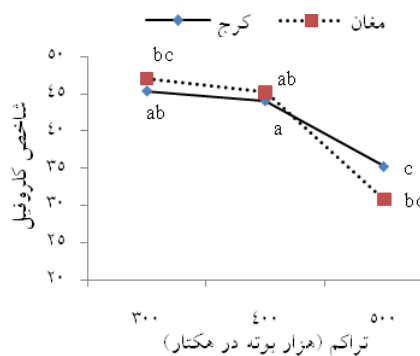 کرج مغان
شاخص کلروفیل
۵۰
۴۵
۴۰
۳۵
۳۰
۲۵
۲۰
bc
ab
ab
a
c
bc
۳۰۰ ۴۰۰ ۵۰۰
تراکم (هزار بوته در هکتار)